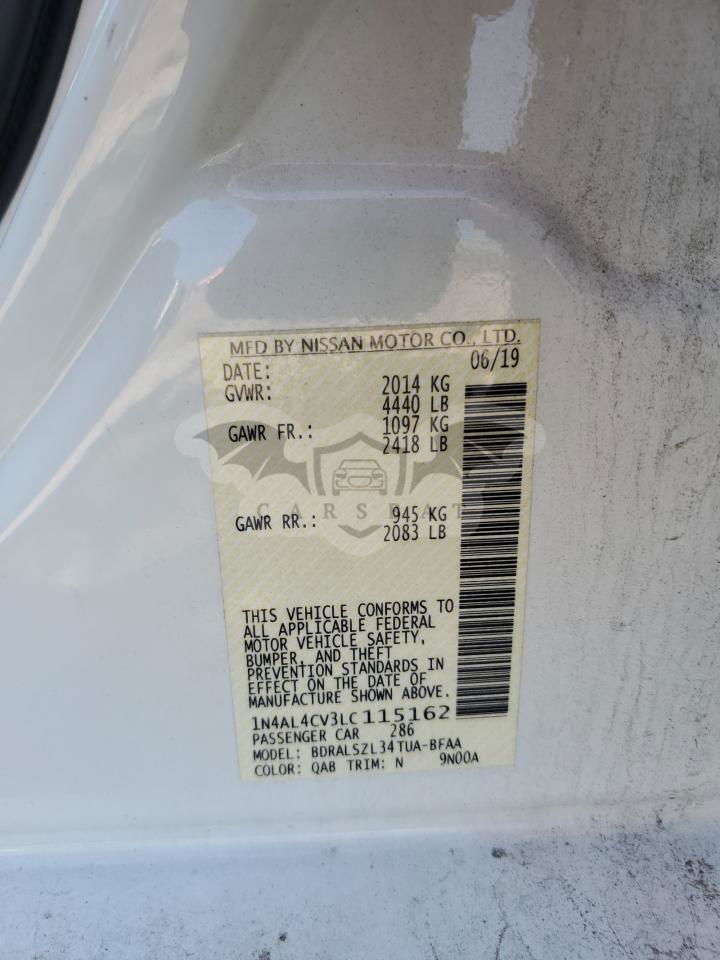 MFD BY NISSAN MOTOR CO., LTD.
DATE: 06/19
GVWR: 2014 KG
4440 LB
GAWR FR.: 1097 KG
2418 LB
CARSBAT
GAWR RR.: 945 KG
2083 LB
THIS VEHICLE CONFORMS TO
ALL APPLICABLE FEDERAL
MOTOR VEHICLE SAFETY,
BUMPER, AND THEFT
PREVENTION STANDARDS IN
EFFECT ON THE DATE OF
MANUFACTURE SHOWN ABOVE.
1N4AL4CV3LC115162
PASSENGER CAR 286
MODEL: BDRALSZL34TUA-BFAA
COLOR: QAB TRIM: N 9N00A